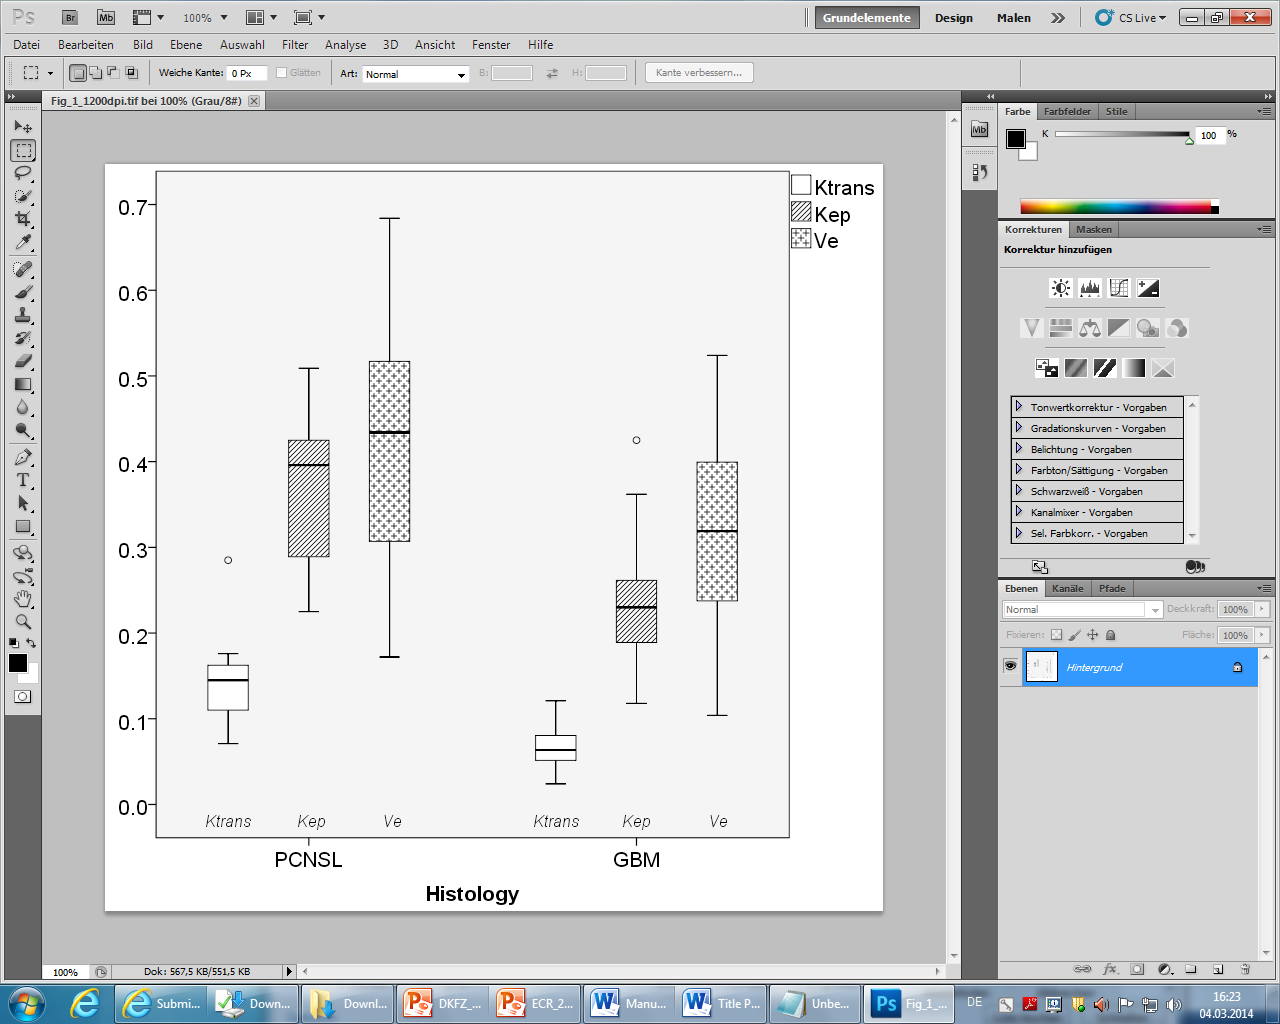 Ps Br Mb 100% Grundelemente Design Malen CS Live
Datei Bearbeiten Bild Ebene Auswahl Filter Analyse 3D Ansicht Fenster Hilfe
Weiche Kante: 0 Px Glätten Art: Normal B: H: Kante verbessern...
Fig_1_1200dpi.tif bei 100% (Grau/8#)
Ktrans
Kep
Ve
0.7
0.6
0.5
0.4
0.3
0.2
0.1
0.0
Ktrans Kep Ve Ktrans Kep Ve
PCNSL GBM
Histology
100% Dok: 567,5 KB/551,5 KB
Mb
Farbe Farbfelder Stile
K 100 %
Korrekturen Masken
Korrektur hinzufügen
Tonwertkorrektur - Vorgaben
Gradationskurven - Vorgaben
Belichtung - Vorgaben
Farbton/Sättigung - Vorgaben
Schwarzweiß - Vorgaben
Kanalmixer - Vorgaben
Sel. Farbkorr. - Vorgaben
Ebenen Kanäle Pfade
Normal Deckkraft: 100%
Fixieren: Fläche: 100%
Hintergrund
Submi... Down... Downl... DKFZ_... ECR_2... Manu... Title P... Unbe... Ps Fig_1_... DE 16:23
04.03.2014